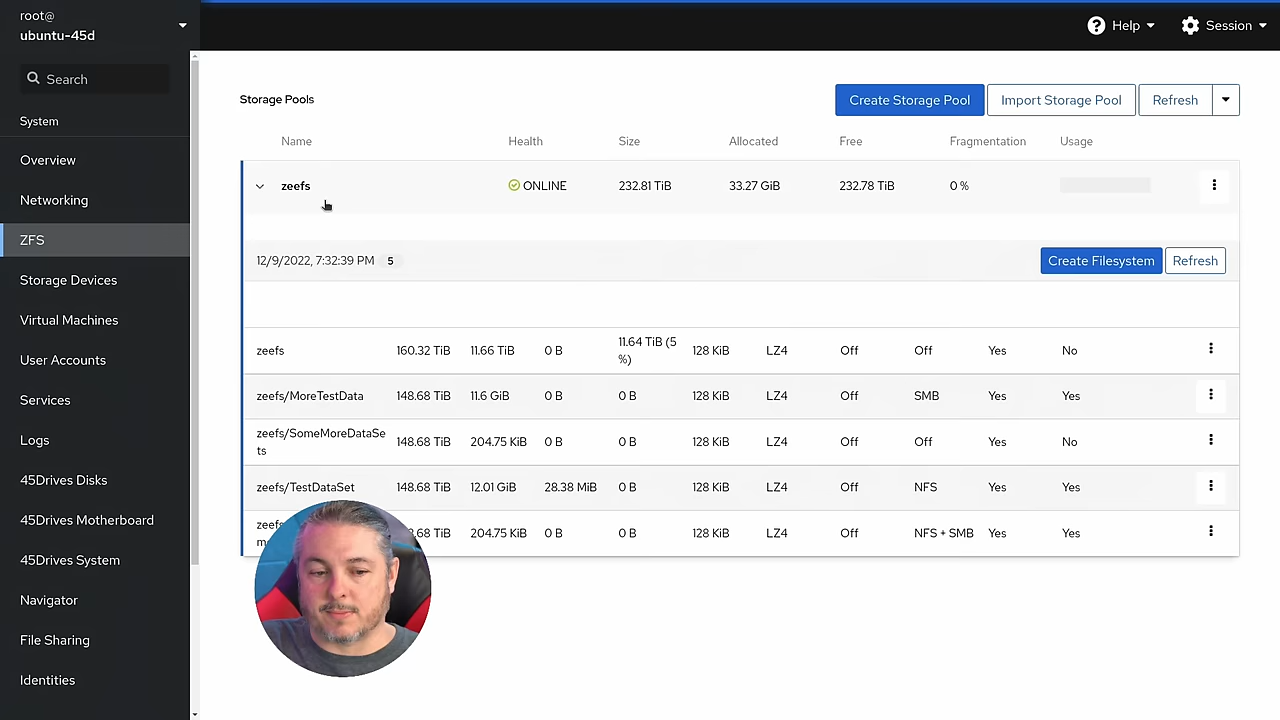 root@
ubuntu-45d
Help
Session
Search
System
Overview
Networking
ZFS
Storage Devices
Virtual Machines
User Accounts
Services
Logs
45Drives Disks
45Drives Motherboard
45Drives System
Navigator
File Sharing
Identities
Storage Pools
Create Storage Pool
Import Storage Pool
Refresh
Name Health Size Allocated Free Fragmentation Usage
zeefs ONLINE 232.81 TiB 33.27 GiB 232.78 TiB 0 %
12/9/2022, 7:32:39 PM 5
Create Filesystem
Refresh
zeefs 160.32 TiB 11.66 TiB 0 B 11.64 TiB (5 %) 128 KiB LZ4 Off Off Yes No
zeefs/MoreTestData 148.68 TiB 11.6 GiB 0 B 0 B 128 KiB LZ4 Off SMB Yes Yes
zeefs/SomeMoreDataSe
ts 148.68 TiB 204.75 KiB 0 B 0 B 128 KiB LZ4 Off Off Yes No
zeefs/TestDataSet 148.68 TiB 12.01 GiB 28.38 MiB 0 B 128 KiB LZ4 Off NFS Yes Yes
TiB 204.75 KiB 0 B 0 B 128 KiB LZ4 Off NFS + SMB Yes Yes